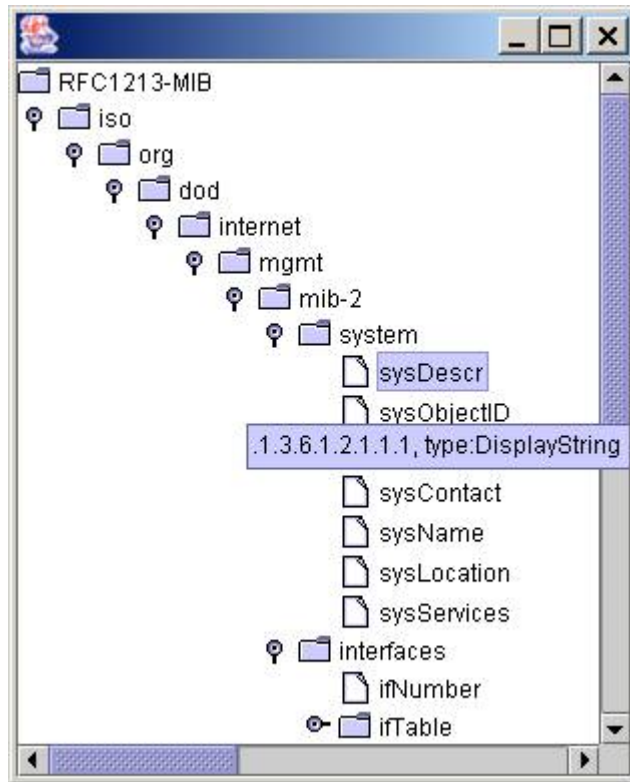 RFC1213-MIB
iso
org
dod
internet
mgmt
mib-2
system
sysDescr
sysObjectID
.1.3.6.1.2.1.1.1, type:DisplayString
sysContact
sysName
sysLocation
sysServices
interfaces
ifNumber
ifTable